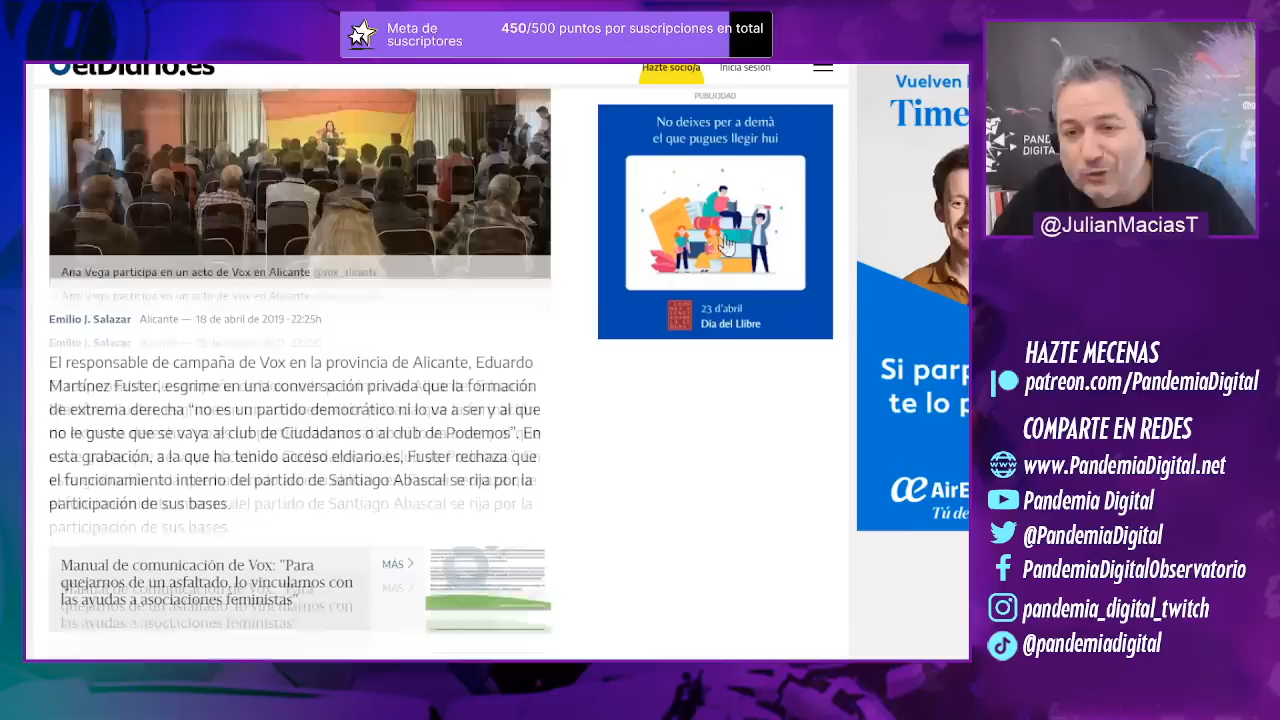 Meta de
suscriptores
450/500 puntos por suscripciones en total
elDiario.es
Hazte socio/a
Inicia sesión
PUBLICIDAD
No deixes per a demà
el que pugues llegir hui
23 d'abril
Dia del Llibre
Vuelven
Time
Si parp
te lo p
AirE
Tú de
Ana Vega participa en un acto de Vox en Alicante @vox_alicante
Emilio J. Salazar Alicante — 18 de abril de 2019 - 22:25h
El responsable de campaña de Vox en la provincia de Alicante, Eduardo
Martínez Fuster, esgrime en una conversación privada que la formación
de extrema derecha “no es un partido democrático ni lo va a ser y al que
no le guste que se vaya al club de Ciudadanos o al club de Podemos”. En
esta grabación, a la que ha tenido acceso eldiario.es, Fuster rechaza que
el funcionamiento interno del partido de Santiago Abascal se rija por la
participación de sus bases.
Manual de comunicación de Vox: "Para
quejarnos de un asfaltado, lo vinculamos con
las ayudas a asociaciones feministas"
MÁS
PAND
DIGITA
@JulianMaciasT
HAZTE MECENAS
patreon.com/PandemiaDigital
COMPARTE EN REDES
www.PandemiaDigital.net
Pandemia Digital
@PandemiaDigital
PandemiaDigitalObservatorio
pandemia_digital_twitch
@pandemiadigital